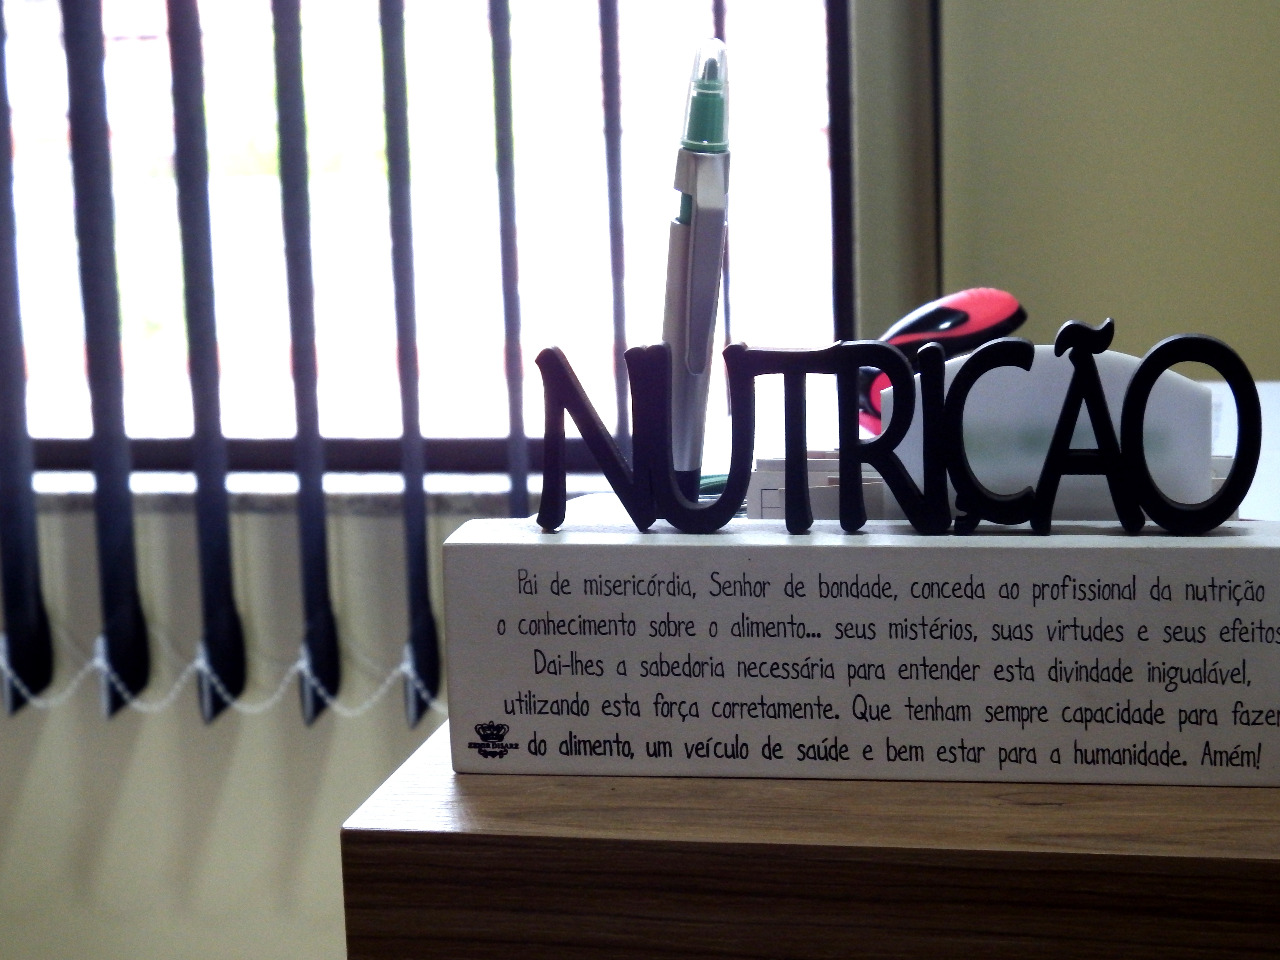 NUTRIÇÃO
Pai de misericórdia, Senhor de bondade, conceda ao profissional da nutrição
o conhecimento sobre o alimento... seus mistérios, suas virtudes e seus efeitos
Dai-lhes a sabedoria necessária para entender esta divindade inigualável,
utilizando esta força corretamente. Que tenham sempre capacidade para fazer
do alimento, um veículo de saúde e bem estar para a humanidade. Amém!